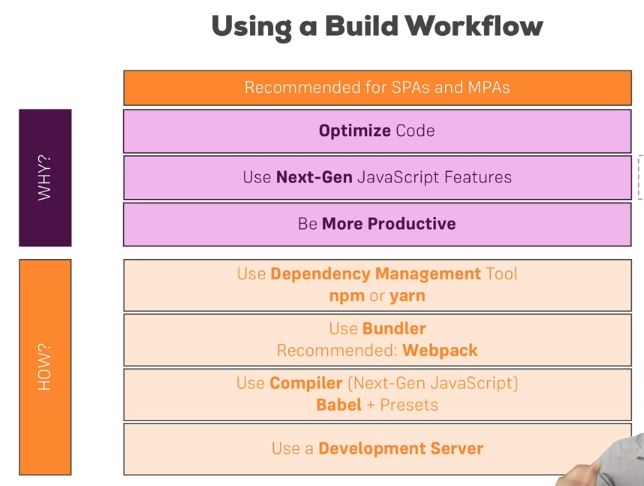 Using a Build Workflow
Recommended for SPAs and MPAs
WHY?
Optimize Code
Use Next-Gen JavaScript Features
Be More Productive
HOW?
Use Dependency Management Tool
npm or yarn
Use Bundler
Recommended: Webpack
Use Compiler (Next-Gen JavaScript)
Babel + Presets
Use a Development Server